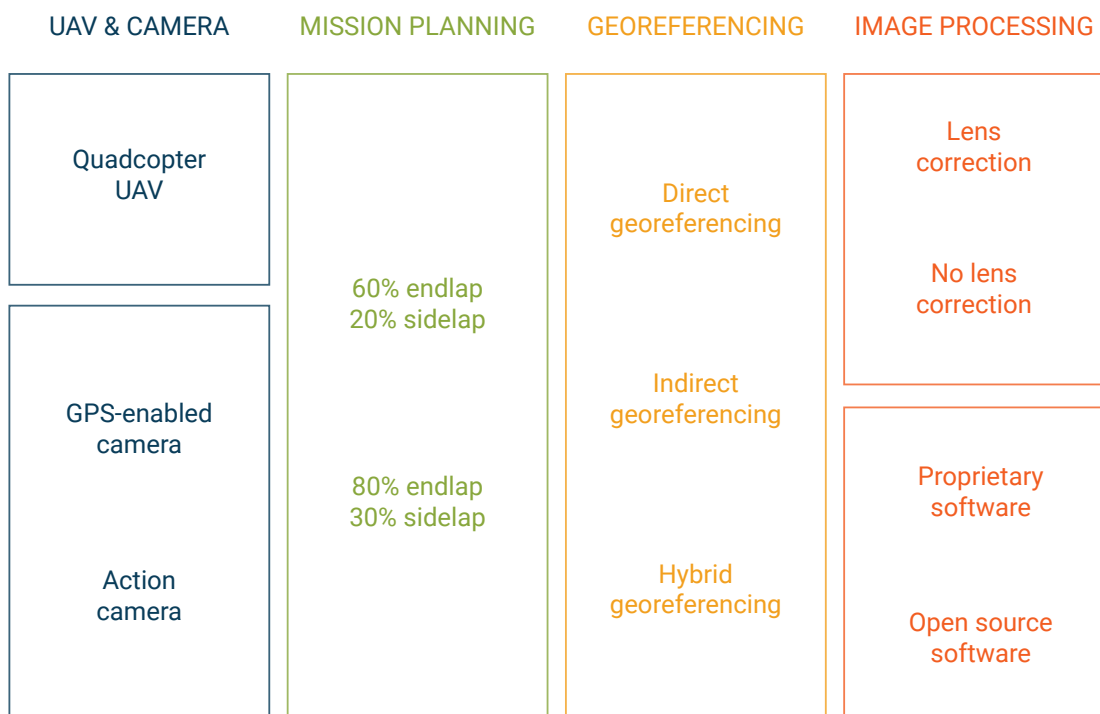 UAV & CAMERA
MISSION PLANNING
GEOREFERENCING
IMAGE PROCESSING
Quadcopter
UAV
GPS-enabled
camera
Action
camera
60% endlap
20% sidelap
80% endlap
30% sidelap
Direct
georeferencing
Indirect
georeferencing
Hybrid
georeferencing
Lens
correction
No lens
correction
Proprietary
software
Open source
software